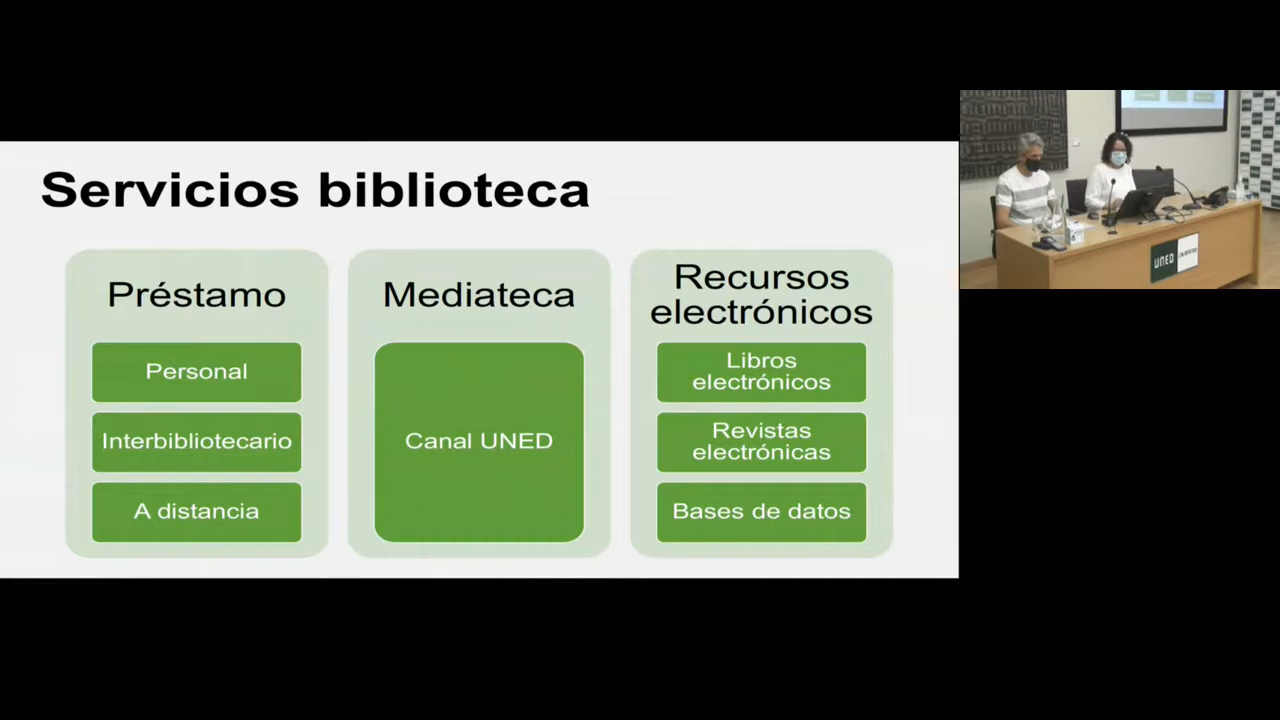 Servicios biblioteca
Préstamo
Personal
Interbibliotecario
A distancia
Mediateca
Canal UNED
Recursos
electrónicos
Libros
electrónicos
Revistas
electrónicas
Bases de datos
UNED